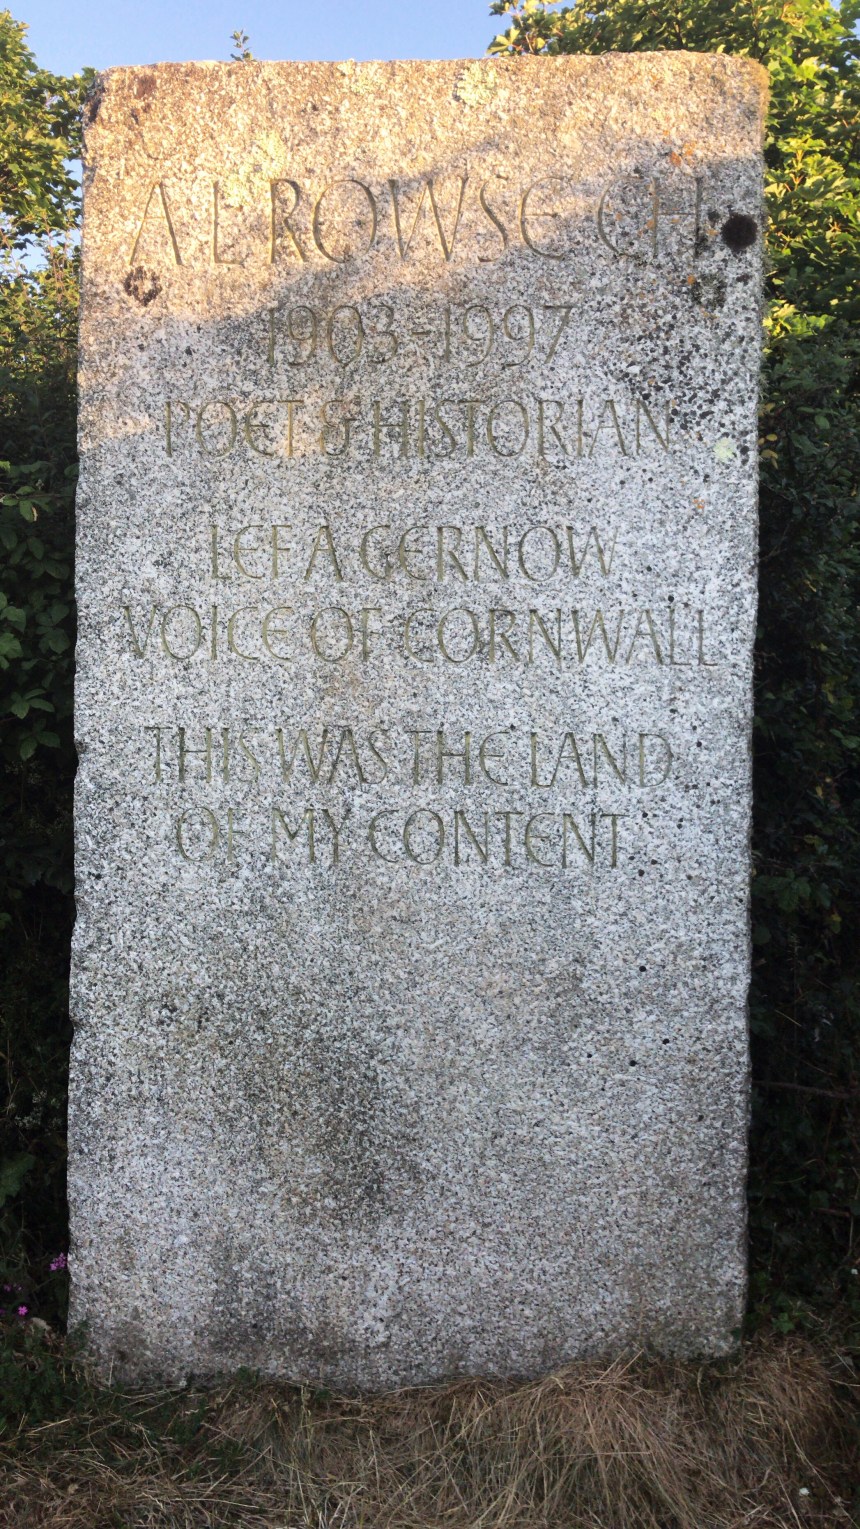 A L ROWSE CH
1903-1997
POET & HISTORIAN
LEF A GERNOW
VOICE OF CORNWALL
THIS WAS THE LAND
OF MY CONTENT